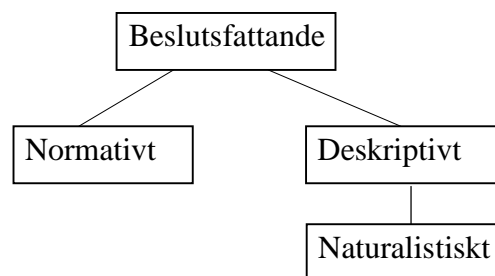 Beslutsfattande
Normativt
Deskriptivt
Naturalistiskt